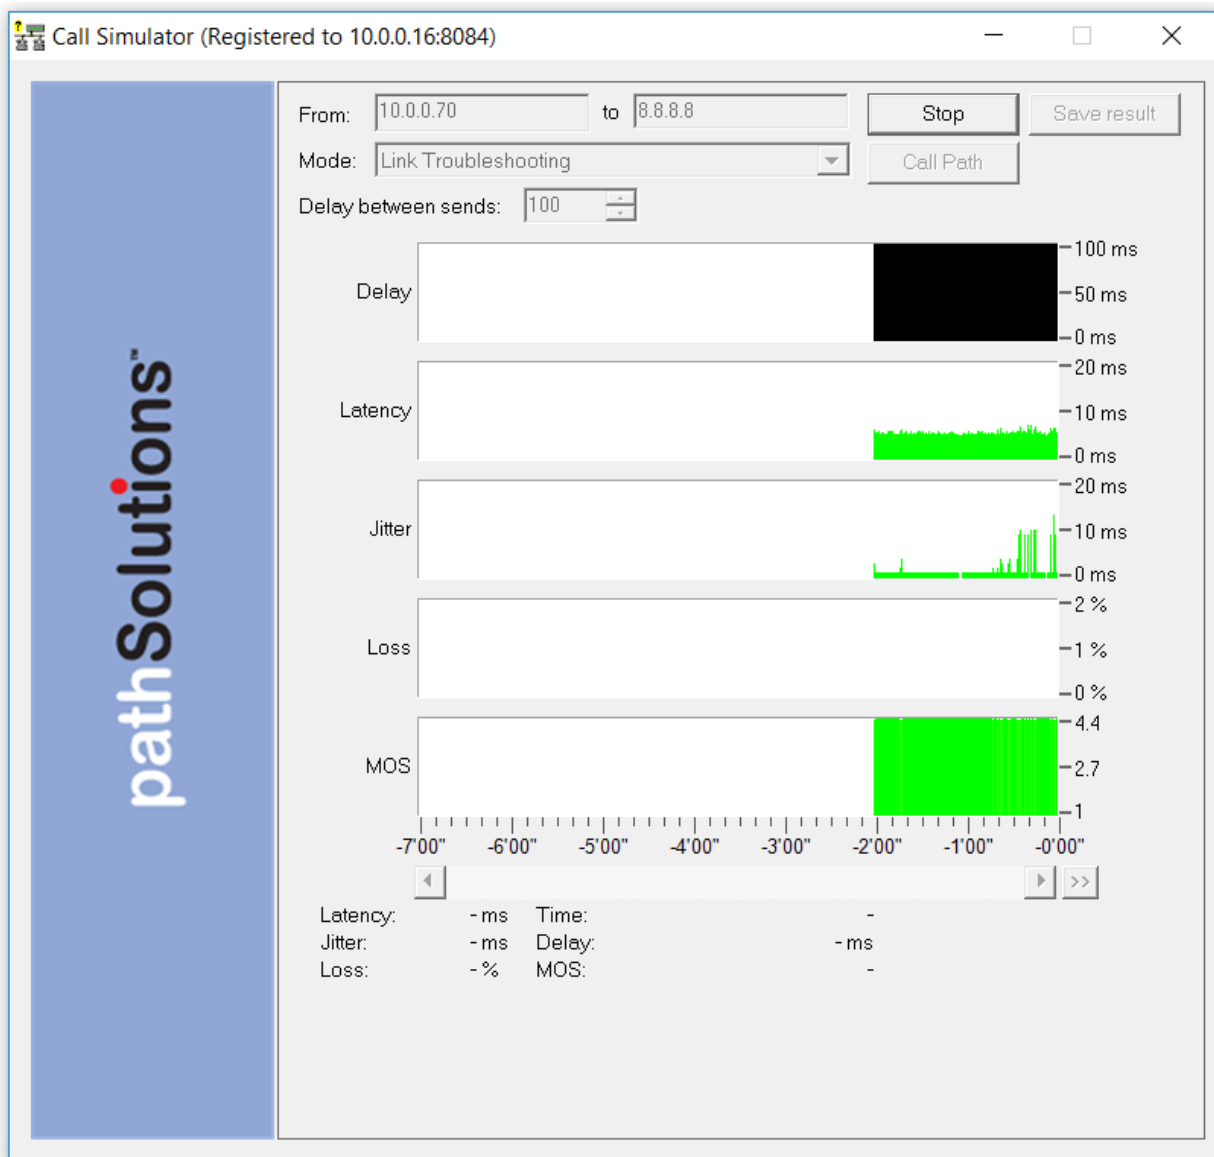 Call Simulator (Registered to 10.0.0.16:8084)
pathSolutions™
From: 10.0.0.70 to 8.8.8.8 Stop Save result
Mode: Link Troubleshooting Call Path
Delay between sends: 100
Delay
100 ms
50 ms
0 ms
Latency
20 ms
10 ms
0 ms
Jitter
20 ms
10 ms
0 ms
Loss
2 %
1 %
0 %
MOS
4.4
2.7
1
-7'00" -6'00" -5'00" -4'00" -3'00" -2'00" -1'00" -0'00"
>>
Latency: - ms Time: -
Jitter: - ms Delay: - ms
Loss: - % MOS: -